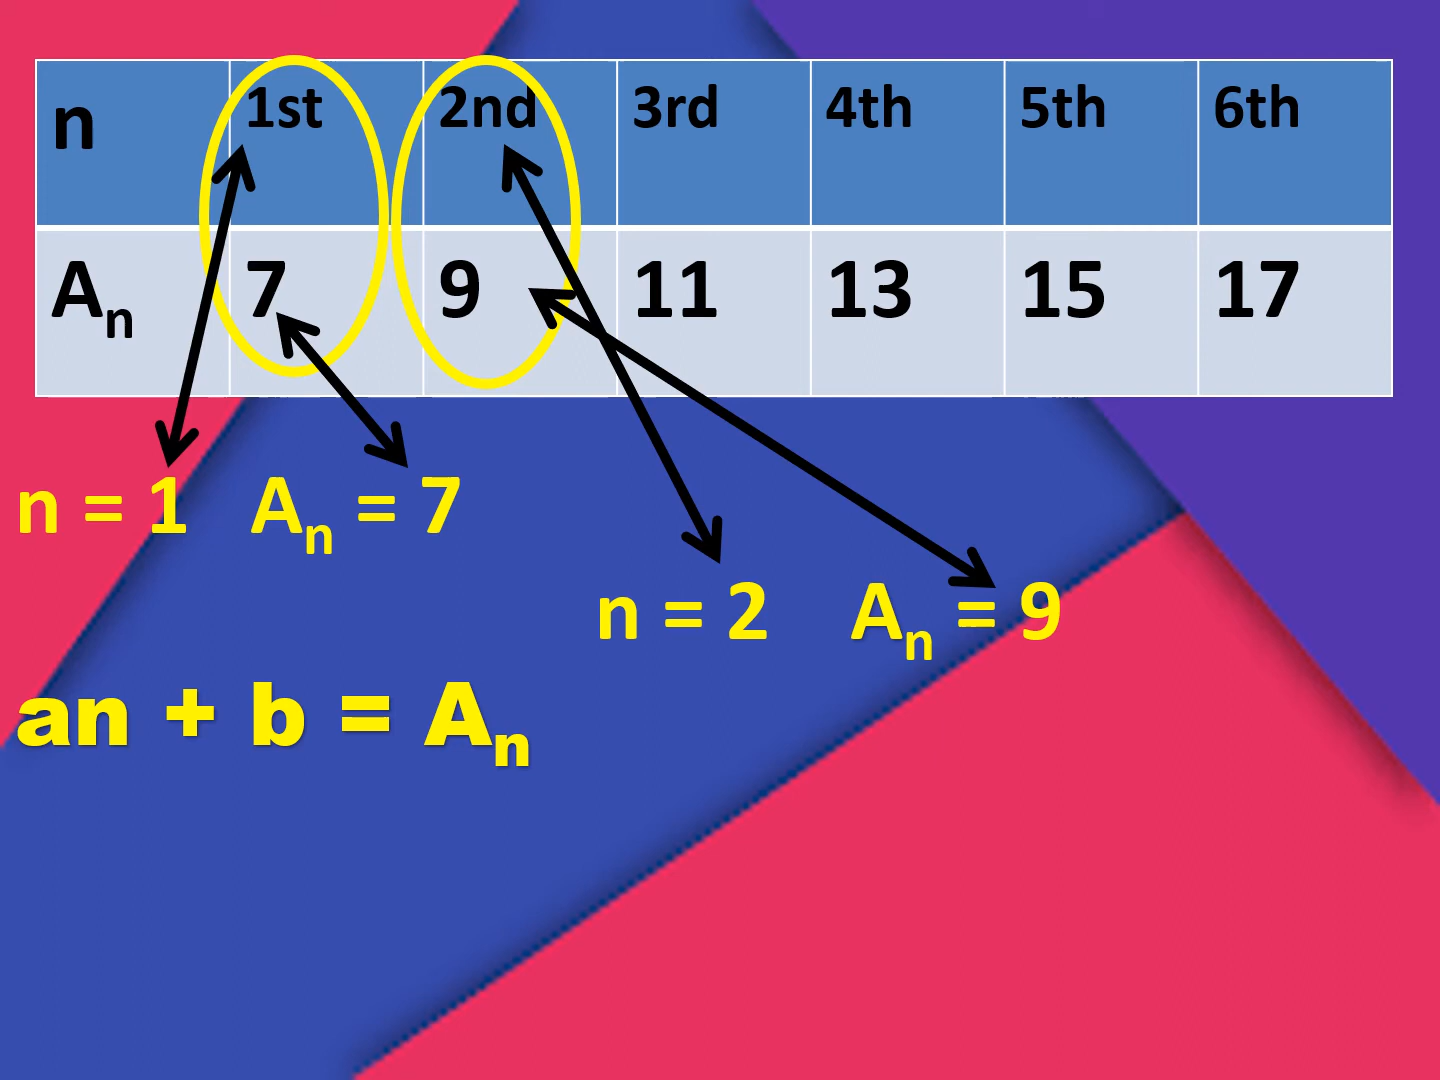 n 1st 2nd 3rd 4th 5th 6th
Aₙ 7 9 11 13 15 17
n = 1 Aₙ = 7
n = 2 Aₙ = 9
an + b = Aₙ